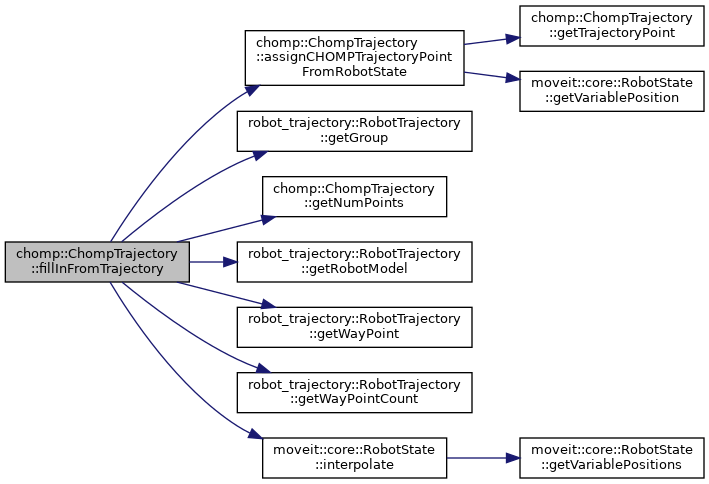 chomp::ChompTrajectory
::fillInFromTrajectory
chomp::ChompTrajectory
::assignCHOMPTrajectoryPoint
FromRobotState
chomp::ChompTrajectory
::getTrajectoryPoint
moveit::core::RobotState
::getVariablePosition
robot_trajectory::RobotTrajectory
::getGroup
chomp::ChompTrajectory
::getNumPoints
robot_trajectory::RobotTrajectory
::getRobotModel
robot_trajectory::RobotTrajectory
::getWayPoint
robot_trajectory::RobotTrajectory
::getWayPointCount
moveit::core::RobotState
::interpolate
moveit::core::RobotState
::getVariablePositions